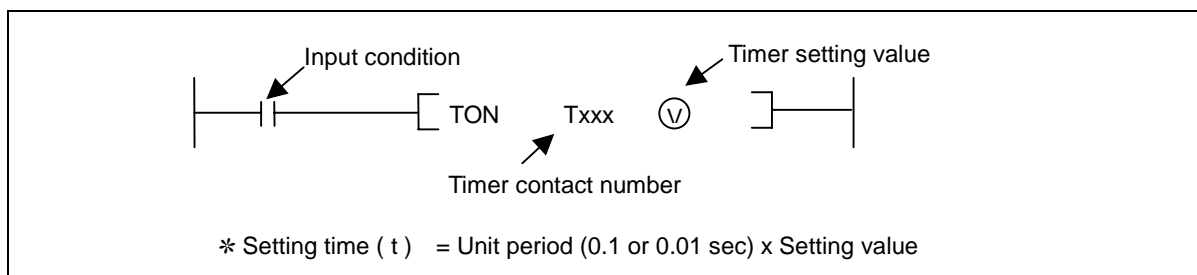 Input condition
Timer setting value
TON Txxx V
Timer contact number
* Setting time ( t ) = Unit period (0.1 or 0.01 sec) x Setting value